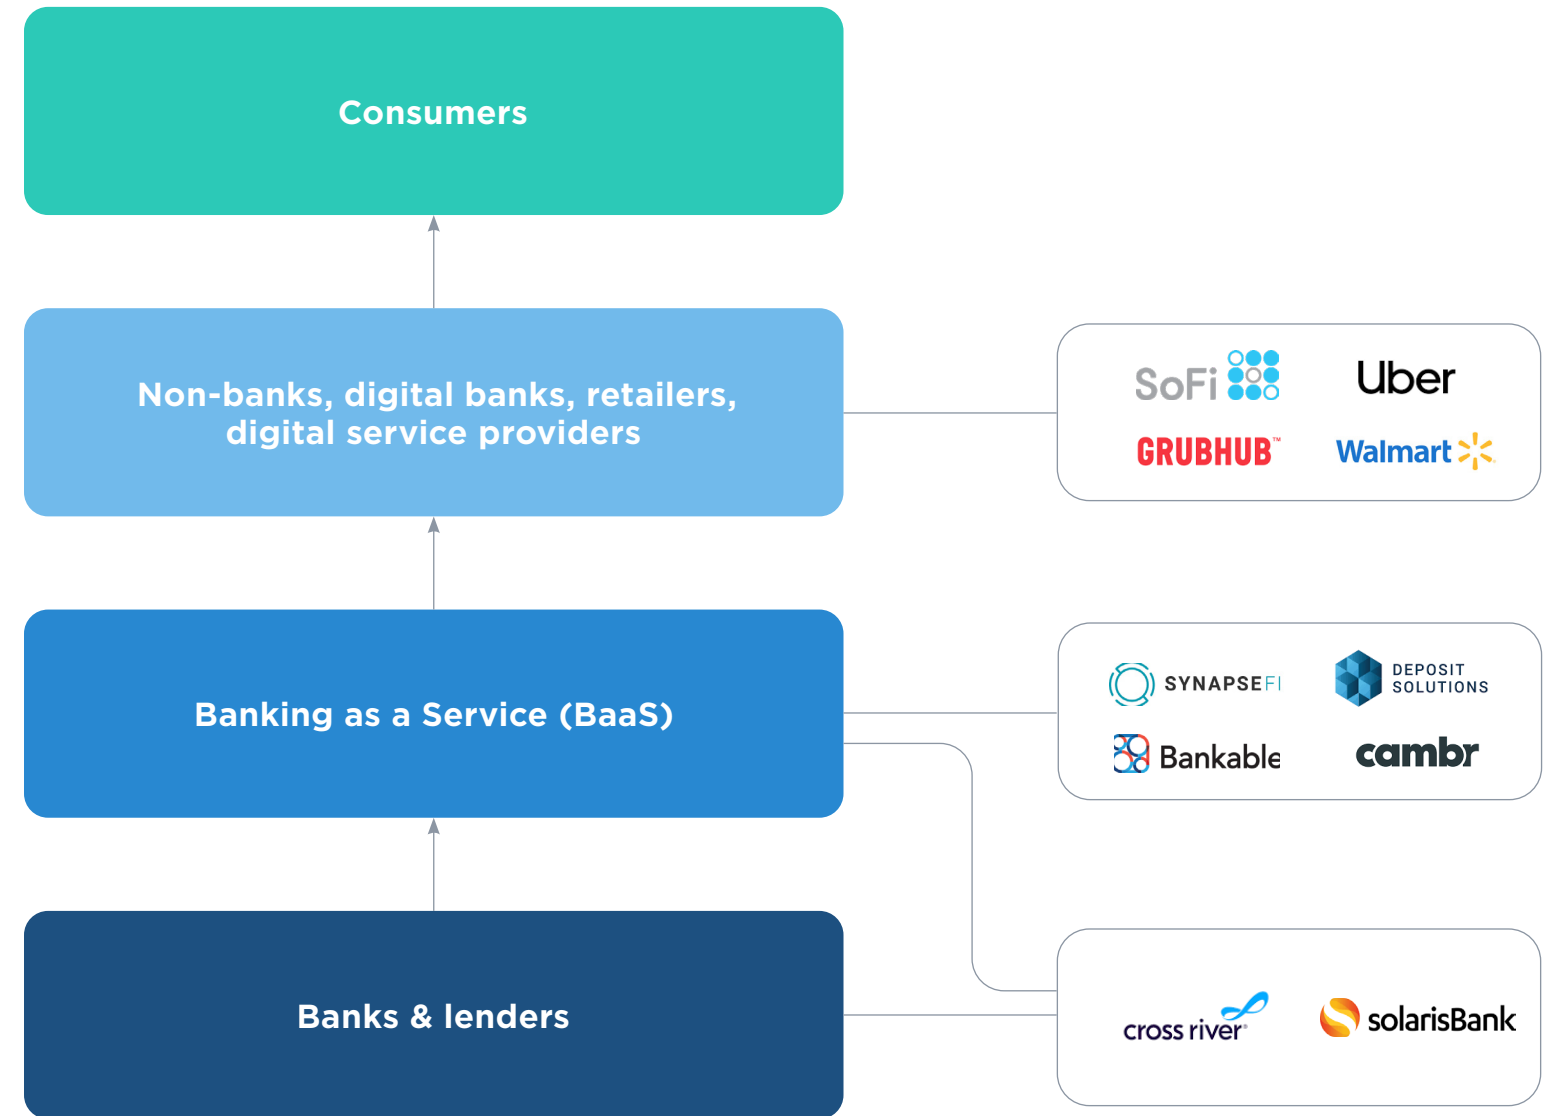 Consumers
Non-banks, digital banks, retailers,
digital service providers
SoFi
Uber
GRUBHUB™
Walmart
Banking as a Service (BaaS)
SYNAPSEFI
DEPOSIT
SOLUTIONS
Bankable
cambr
Banks & lenders
cross river®
solarisBank